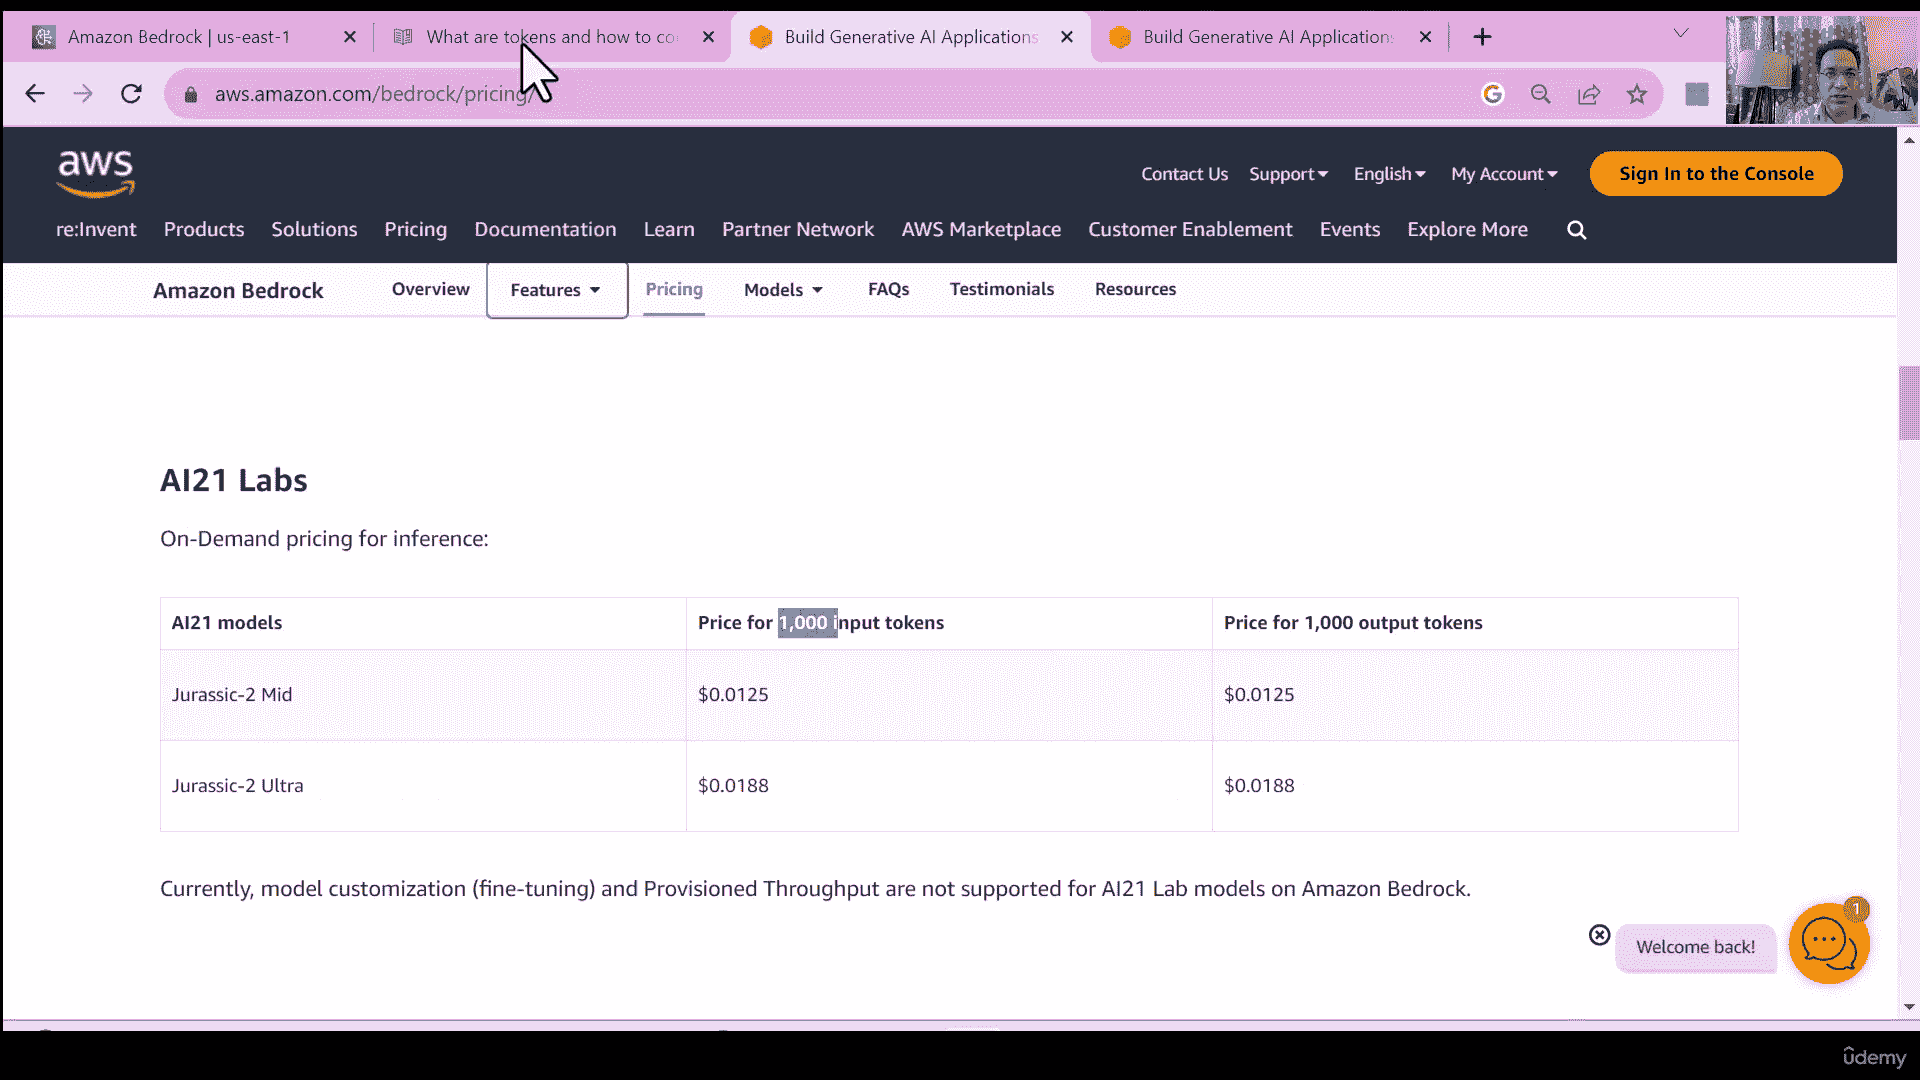 Amazon Bedrock | us-east-1
What are tokens and how to co
Build Generative AI Applications
Build Generative AI Applications
aws.amazon.com/bedrock/pricing/
aws
Contact Us Support English My Account Sign In to the Console
re:Invent Products Solutions Pricing Documentation Learn Partner Network AWS Marketplace Customer Enablement Events Explore More
Amazon Bedrock Overview Features Pricing Models FAQs Testimonials Resources
AI21 Labs
On-Demand pricing for inference:
AI21 models Price for 1,000 input tokens Price for 1,000 output tokens
Jurassic-2 Mid $0.0125 $0.0125
Jurassic-2 Ultra $0.0188 $0.0188
Currently, model customization (fine-tuning) and Provisioned Throughput are not supported for AI21 Lab models on Amazon Bedrock.
1
Welcome back!
ûdemy